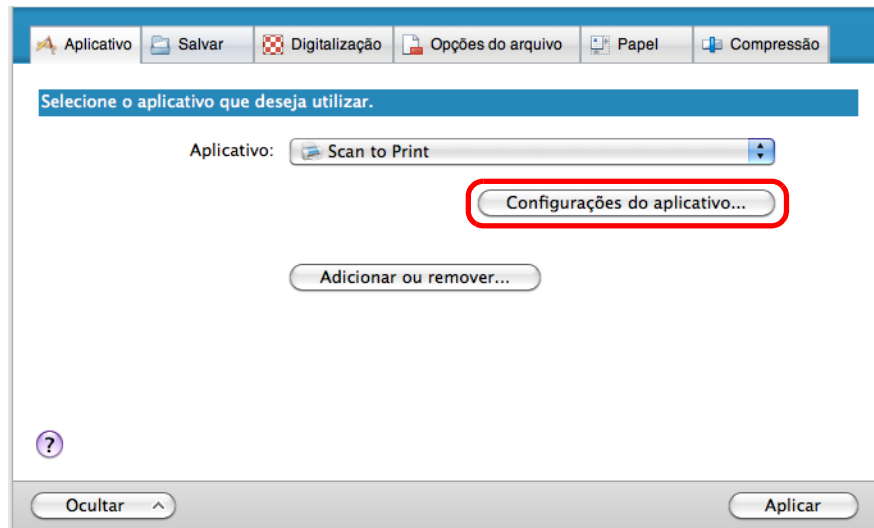 Aplicativo Salvar Digitalização Opções do arquivo Papel Compressão
Selecione o aplicativo que deseja utilizar.
Aplicativo: Scan to Print
Configurações do aplicativo...
Adicionar ou remover...
?
Ocultar Aplicar